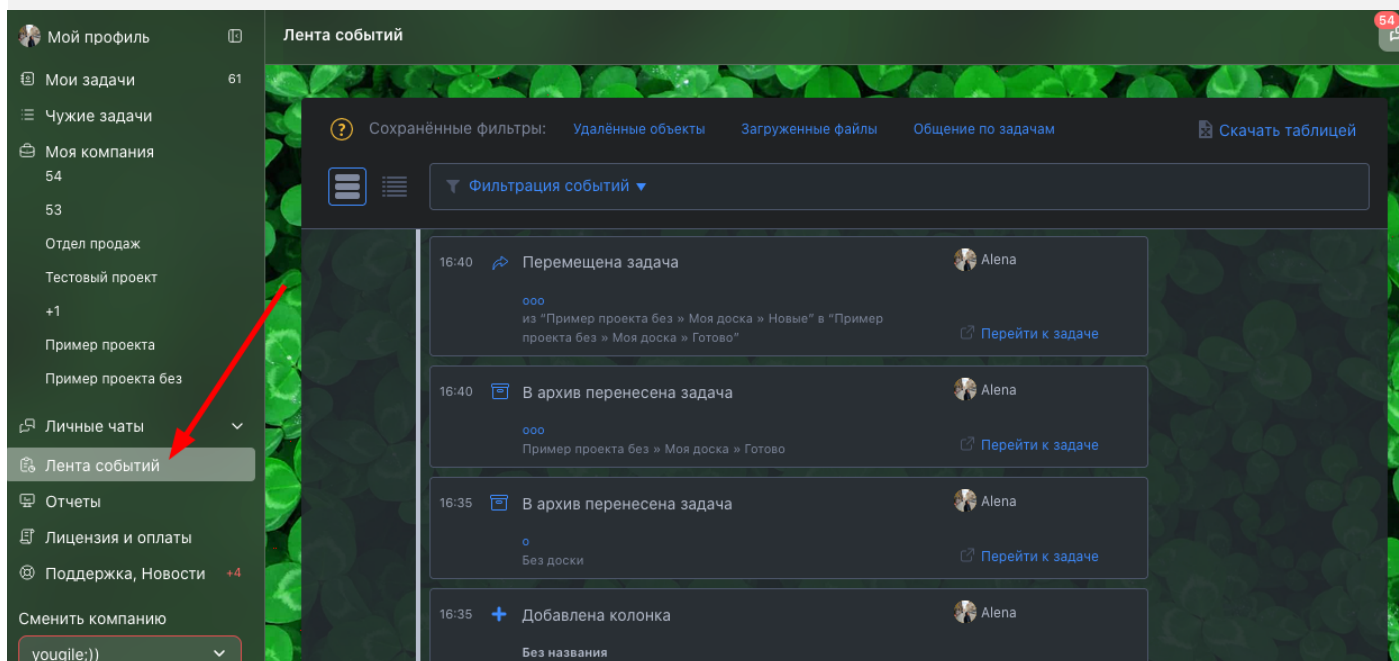 Мой профиль
Мои задачи 61
Чужие задачи
Моя компания
54
53
Отдел продаж
Тестовый проект
+1
Пример проекта
Пример проекта без
Личные чаты
Лента событий
Отчеты
Лицензия и оплаты
Поддержка, Новости +4
Сменить компанию
yougile;))
Лента событий
54
? Сохранённые фильтры: Удалённые объекты Загруженные файлы Общение по задачам Скачать таблицей
Фильтрация событий ▼
16:40 Перемещена задача Alena
ooo
из “Пример проекта без » Моя доска » Новые” в “Пример
проекта без » Моя доска » Готово”
Перейти к задаче
16:40 В архив перенесена задача Alena
ooo
Пример проекта без » Моя доска » Готово
Перейти к задаче
16:35 В архив перенесена задача Alena
o
Без доски
Перейти к задаче
16:35 Добавлена колонка Alena
Без названия